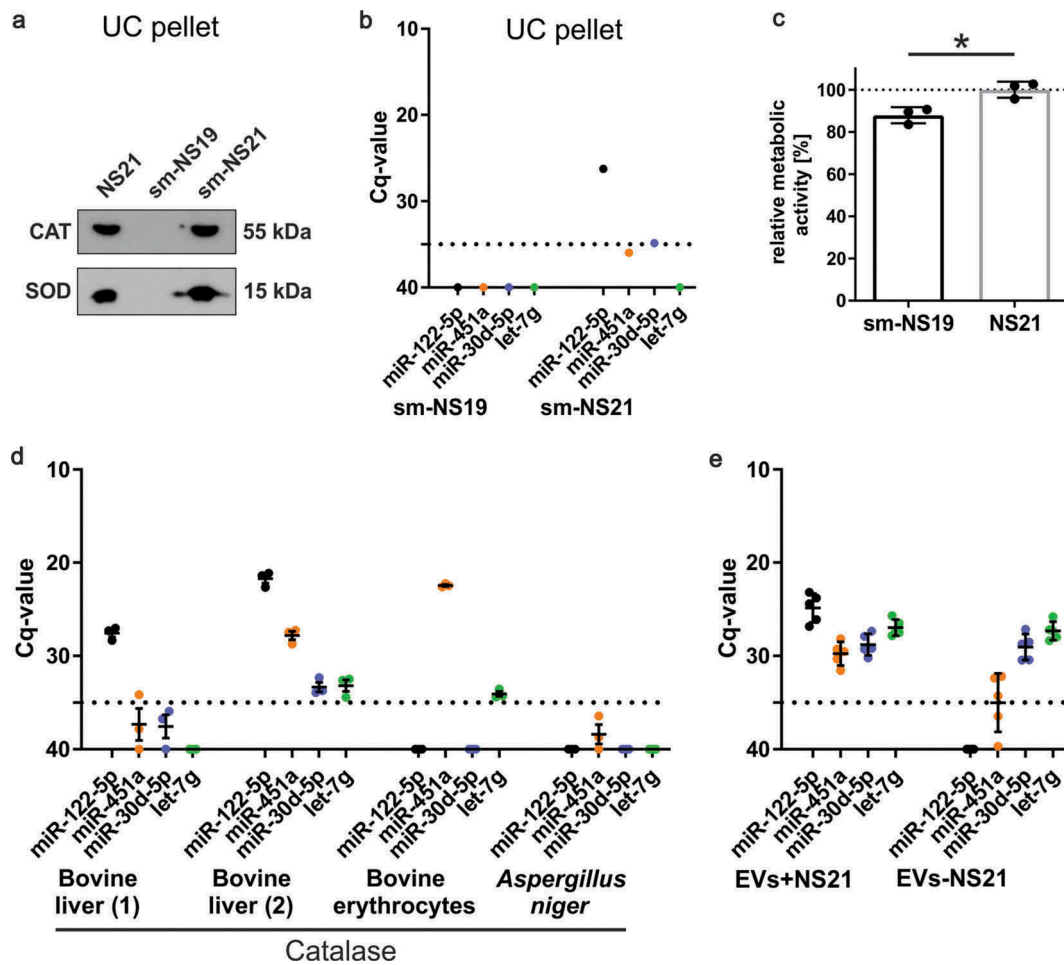 a
UC pellet
NS21
sm-NS19
sm-NS21
CAT
55 kDa
SOD
15 kDa
b
UC pellet
Cq-value
10
20
30
40
miR-122-5p
miR-451a
miR-30d-5p
let-7g
miR-122-5p
miR-451a
miR-30d-5p
let-7g
sm-NS19
sm-NS21
c
*
relative metabolic
activity [%]
100
80
60
40
20
0
sm-NS19
NS21
d
Cq-value
10
20
30
40
miR-122-5p
miR-451a
miR-30d-5p
let-7g
miR-122-5p
miR-451a
miR-30d-5p
let-7g
miR-122-5p
miR-451a
miR-30d-5p
let-7g
miR-122-5p
miR-451a
miR-30d-5p
let-7g
Bovine
liver (1)
Bovine
liver (2)
Bovine
erythrocytes
Aspergillus
niger
Catalase
e
Cq-value
10
20
30
40
miR-122-5p
miR-451a
miR-30d-5p
let-7g
miR-122-5p
miR-451a
miR-30d-5p
let-7g
EVs+NS21
EVs-NS21